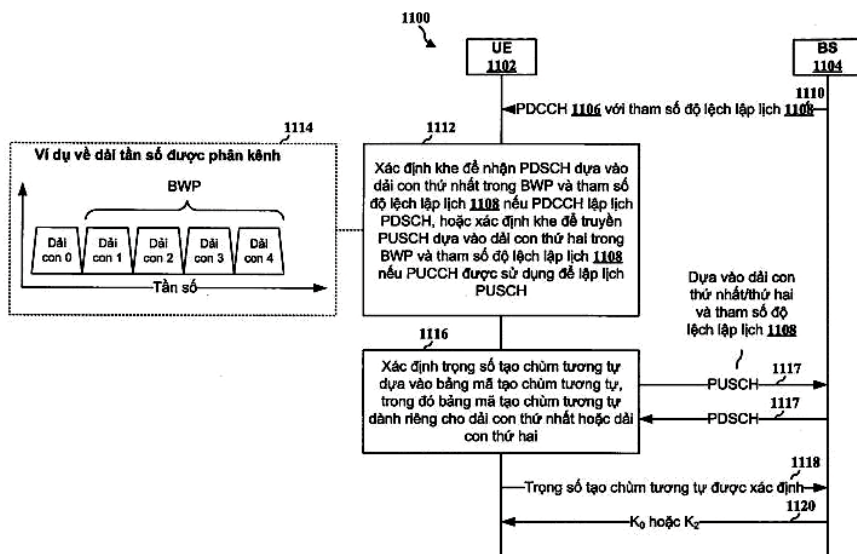 1100
UE
1102
BS
1104
1110
PDCCH 1106 với tham số độ lệch lập lịch 1108
1114
Ví dụ về dải tần số được phân kênh
BWP
Dải con 0
Dải con 1
Dải con 2
Dải con 3
Dải con 4
Tần số
1112
Xác định khe để nhận PDSCH dựa vào
dải con thứ nhất trong BWP và tham số
độ lệch lập lịch 1108 nếu PDCCH lập lịch
PDSCH, hoặc xác định khe để truyền
PUSCH dựa vào dải con thứ hai trong
BWP và tham số độ lệch lập lịch 1108
nếu PUCCH được sử dụng để lập lịch
PUSCH
Dựa vào dải con
thứ nhất/thứ hai
và tham số độ
lệch lập lịch 1108
1116
Xác định trọng số tạo chùm tương tự
dựa vào bảng mã tạo chùm tương tự,
trong đó bảng mã tạo chùm tương tự
dành riêng cho dải con thứ nhất hoặc dải
con thứ hai
1117
PUSCH
1117
PDSCH
1118
Trọng số tạo chùm tương tự được xác định
1120
K₀ hoặc K₂